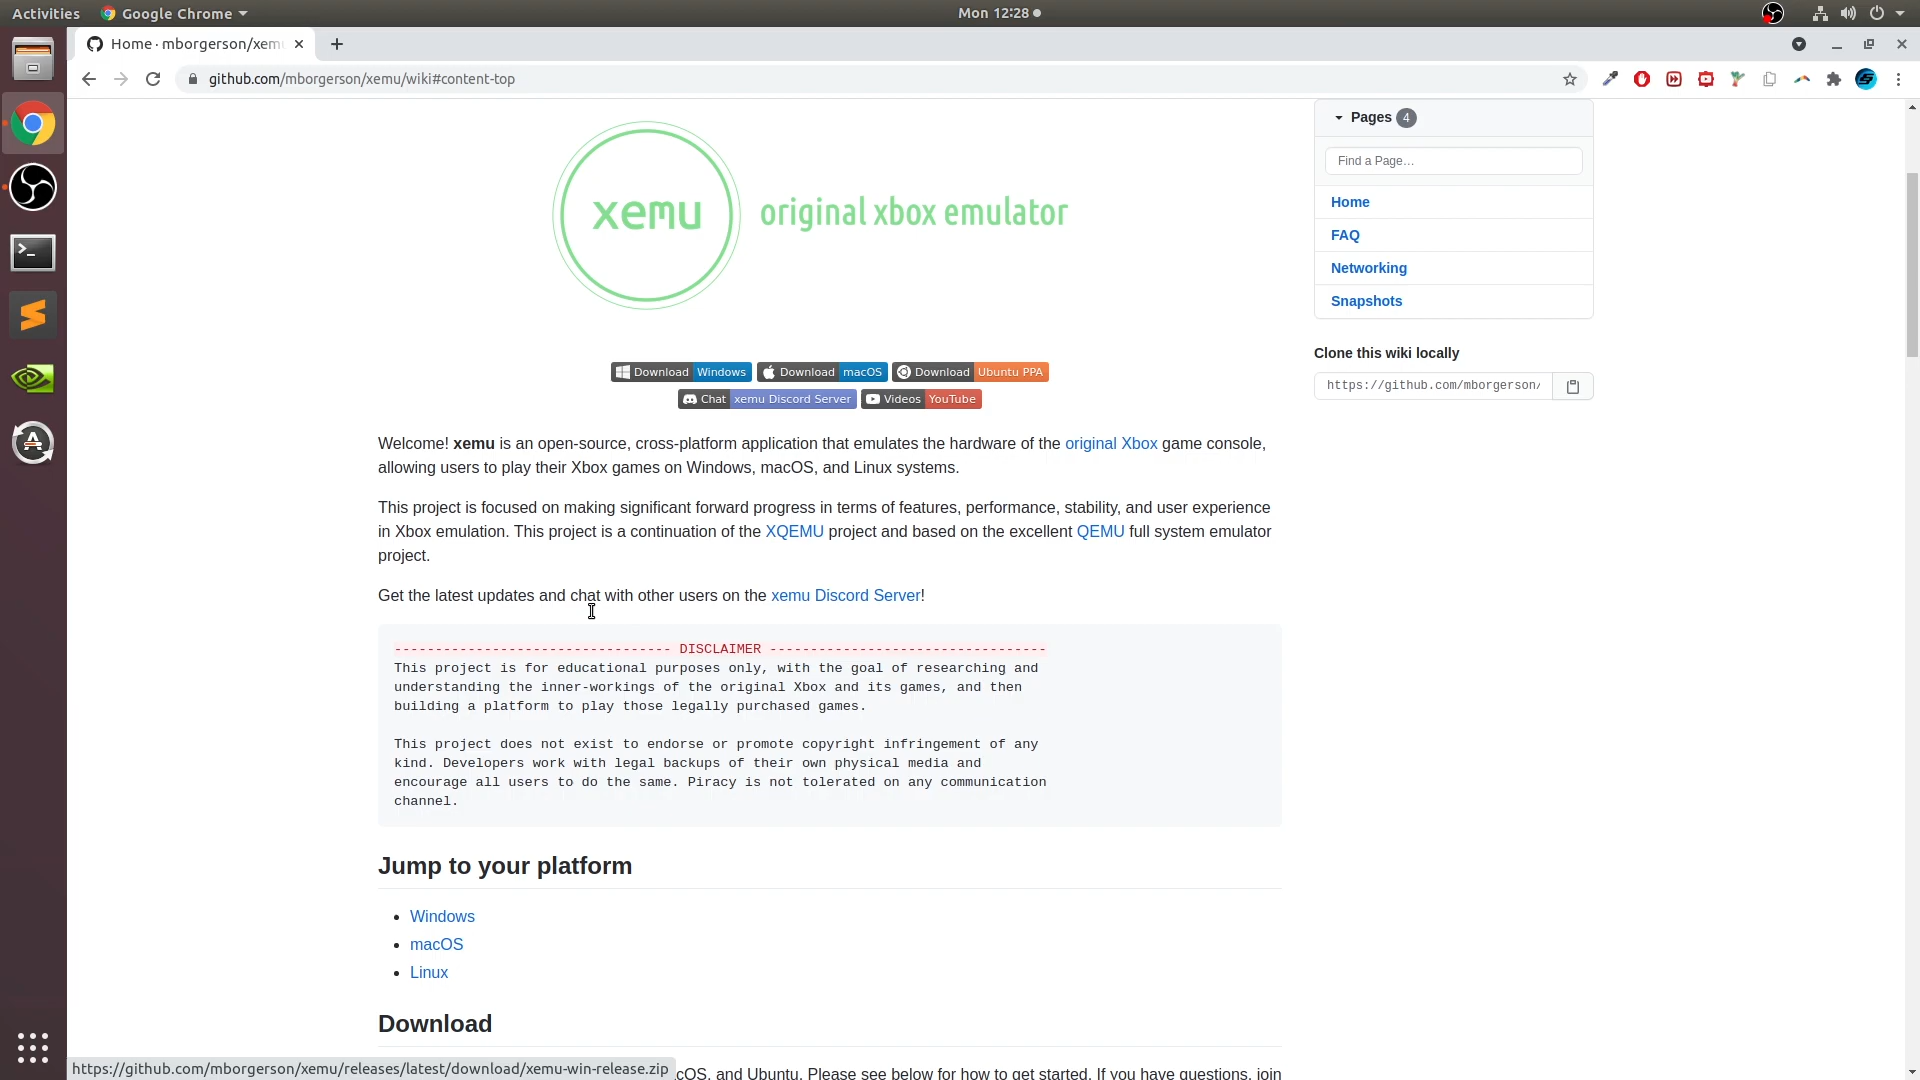 Activities
Google Chrome
Mon 12:28
Home · mborgerson/xem
github.com/mborgerson/xemu/wiki#content-top
xemu
original xbox emulator
Pages 4
Find a Page…
Home
FAQ
Networking
Snapshots
Clone this wiki locally
https://github.com/mborgerson/
Download Windows
Download macOS
Download Ubuntu PPA
Chat xemu Discord Server
Videos YouTube
Welcome! xemu is an open-source, cross-platform application that emulates the hardware of the original Xbox game console,
allowing users to play their Xbox games on Windows, macOS, and Linux systems.
This project is focused on making significant forward progress in terms of features, performance, stability, and user experience
in Xbox emulation. This project is a continuation of the XQEMU project and based on the excellent QEMU full system emulator
project.
Get the latest updates and chat with other users on the xemu Discord Server!
---------------------------------- DISCLAIMER ----------------------------------
This project is for educational purposes only, with the goal of researching and
understanding the inner-workings of the original Xbox and its games, and then
building a platform to play those legally purchased games.
This project does not exist to endorse or promote copyright infringement of any
kind. Developers work with legal backups of their own physical media and
encourage all users to do the same. Piracy is not tolerated on any communication
channel.
Jump to your platform
• Windows
• macOS
• Linux
Download
https://github.com/mborgerson/xemu/releases/latest/download/xemu-win-release.zip
cOS, and Ubuntu. Please see below for how to get started. If you have questions, join